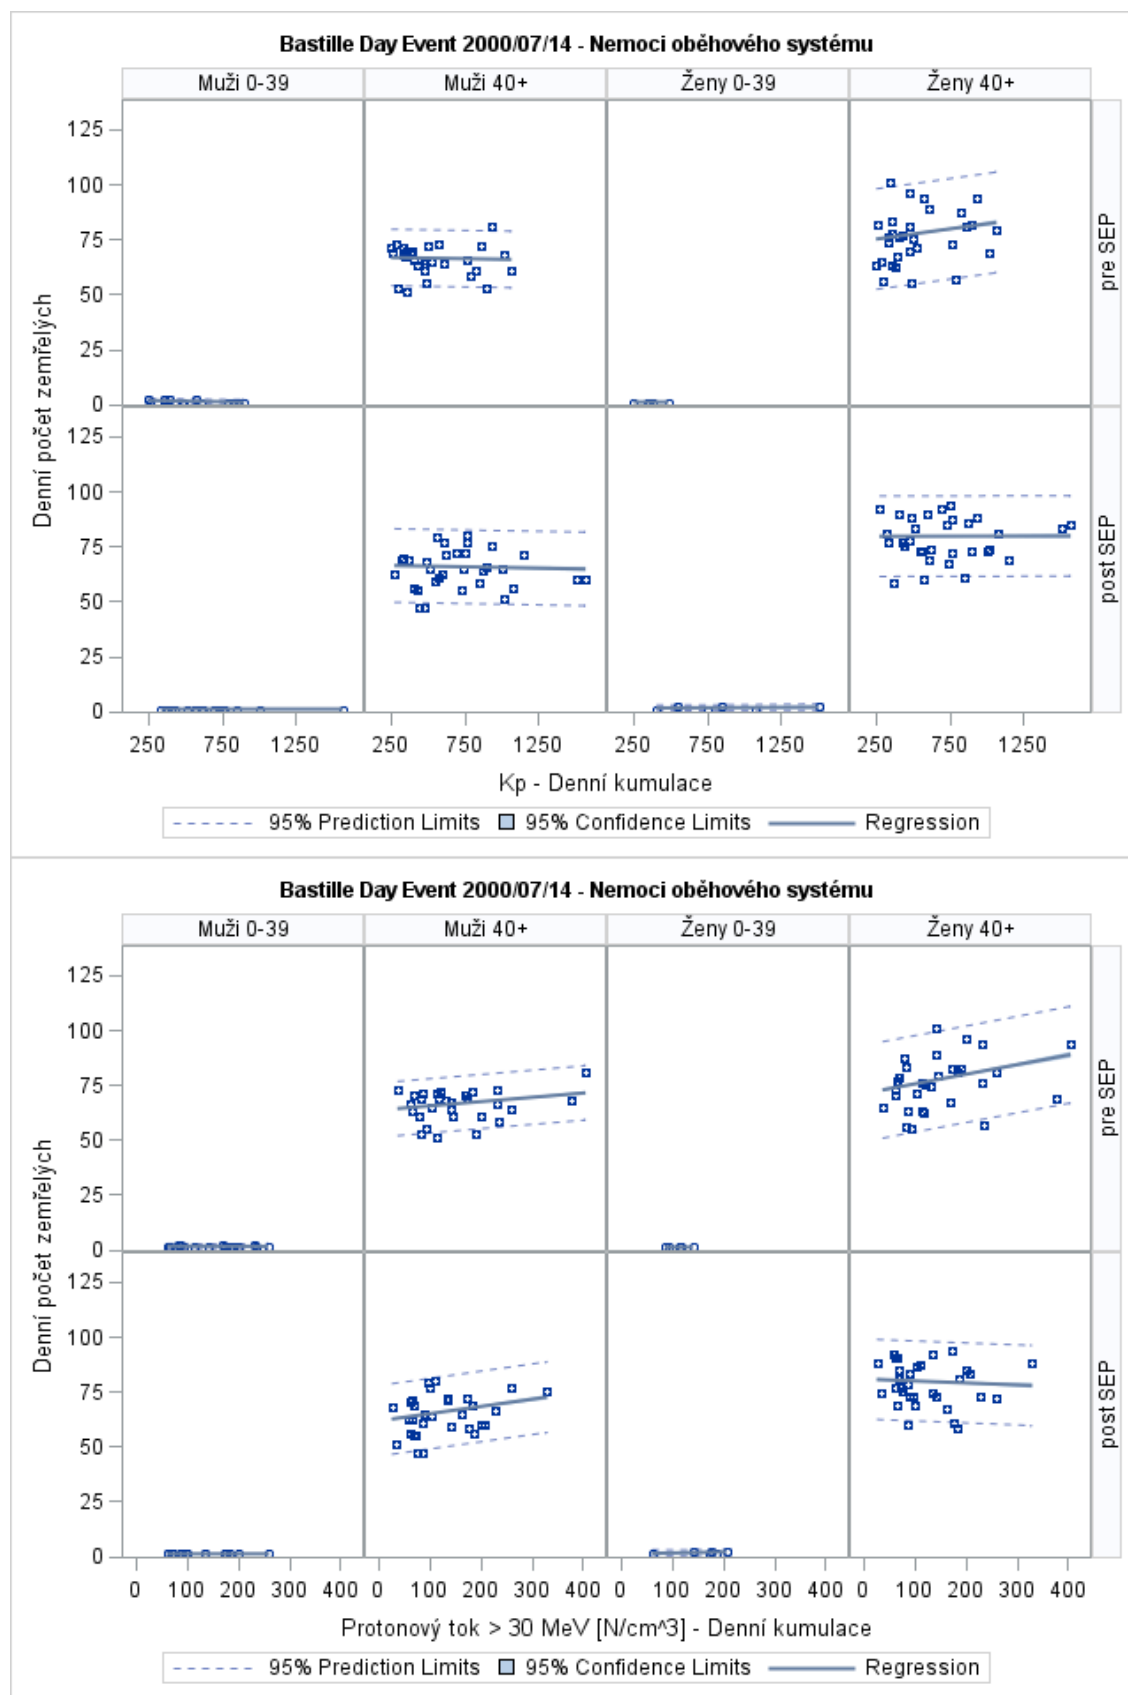 Bastille Day Event 2000/07/14 - Nemoci oběhového systému
Muži 0-39 Muži 40+ Ženy 0-39 Ženy 40+
125
100
75
50
25
0
pre SEP
Denní počet zemřelých
125
100
75
50
25
0
post SEP
250 750 1250 250 750 1250 250 750 1250 250 750 1250
Kp - Denní kumulace
95% Prediction Limits 95% Confidence Limits Regression
Bastille Day Event 2000/07/14 - Nemoci oběhového systému
Muži 0-39 Muži 40+ Ženy 0-39 Ženy 40+
125
100
75
50
25
0
pre SEP
Denní počet zemřelých
125
100
75
50
25
0
post SEP
0 100 200 300 400 0 100 200 300 400 0 100 200 300 400 0 100 200 300 400
Protonový tok > 30 MeV [N/cm^3] - Denní kumulace
95% Prediction Limits 95% Confidence Limits Regression